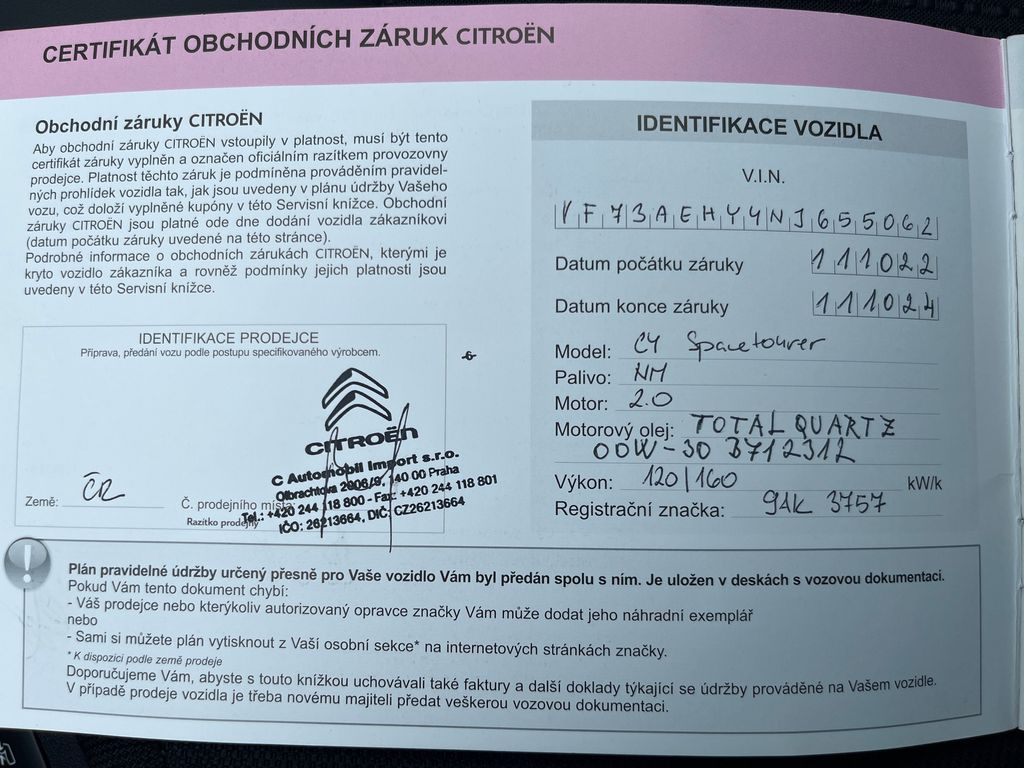 CERTIFIKÁT OBCHODNÍCH ZÁRUK CITROËN
Obchodní záruky CITROËN
Aby obchodní záruky CITROËN vstoupily v platnost, musí být tento
certifikát záruky vyplněn a označen oficiálním razítkem provozovny
prodejce. Platnost těchto záruk je podmíněna prováděním pravidel-
ných prohlídek vozidla tak, jak jsou uvedeny v plánu údržby Vašeho
vozu, což doloží vyplněné kupóny v této Servisní knížce. Obchodní
záruky CITROËN jsou platné ode dne dodání vozidla zákazníkovi
(datum počátku záruky uvedené na této stránce).
Podrobné informace o obchodních zárukách CITROËN, kterými je
kryto vozidlo zákazníka a rovněž podmínky jejich platnosti jsou
uvedeny v této Servisní knížce.
IDENTIFIKACE PRODEJCE
Příprava, předání vozu podle postupu specifikovaného výrobcem.
-6-
CITROËN
C Automobil Import s.r.o.
Olbrachtova 2006/9, 140 00 Praha
Tel.: +420 244 118 800 - Fax: +420 244 118 801
IČO: 26213664, DIČ: CZ26213664
Země: ČR
Č. prodejního místa
Razítko prodejny
IDENTIFIKACE VOZIDLA
V.I.N.
VF73AEHY4NJ655062
Datum počátku záruky 111022
Datum konce záruky 111024
Model: C4 Spacetourer
Palivo: NM
Motor: 2.0
Motorový olej: TOTAL QUARTZ
00W-30 B712312
Výkon: 120/160 kW/k
Registrační značka: 9AK 3757
Plán pravidelné údržby určený přesně pro Vaše vozidlo Vám byl předán spolu s ním. Je uložen v deskách s vozovou dokumentací.
Pokud Vám tento dokument chybí:
- Váš prodejce nebo kterýkoliv autorizovaný opravce značky Vám může dodat jeho náhradní exemplář
nebo
- Sami si můžete plán vytisknout z Vaší osobní sekce* na internetových stránkách značky.
* K dispozici podle země prodeje
Doporučujeme Vám, abyste s touto knížkou uchovávali také faktury a další doklady týkající se údržby prováděné na Vašem vozidle.
V případě prodeje vozidla je třeba novému majiteli předat veškerou vozovou dokumentaci.